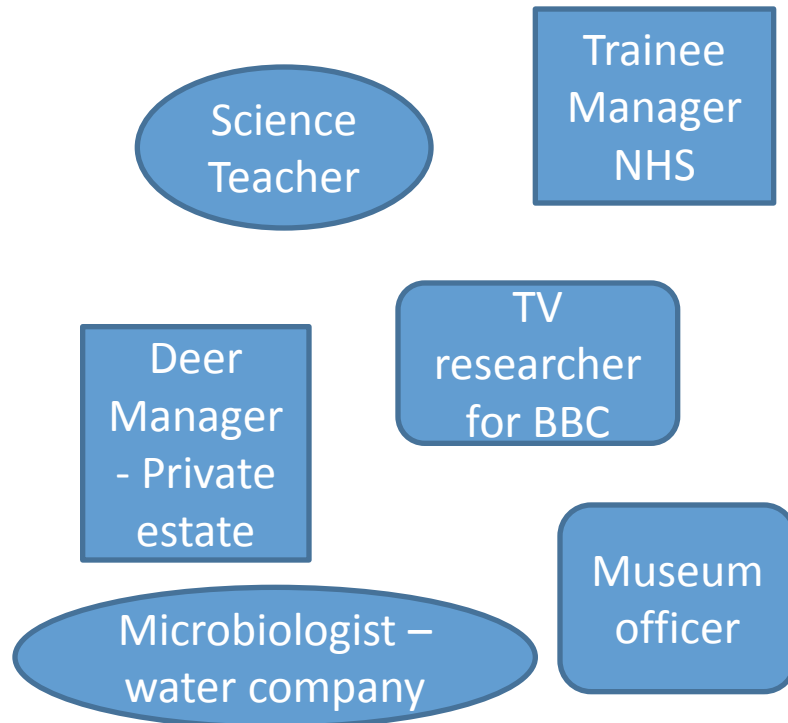 Science
Teacher
Trainee
Manager
NHS
TV
researcher
for BBC
Deer
Manager
- Private
estate
Museum
officer
Microbiologist –
water company